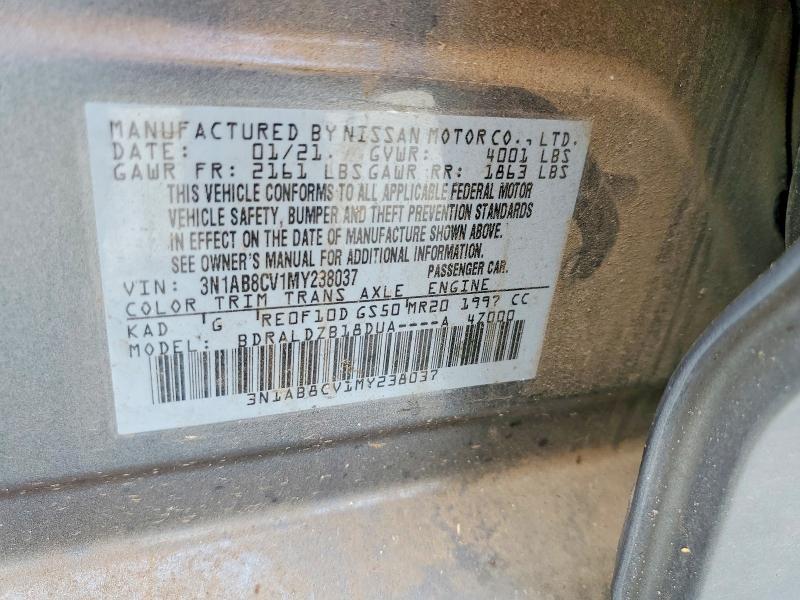 MANUFACTURED BY NISSAN MOTOR CO., LTD.
DATE: 01/21. GVWR: 4001 LBS
GAWR FR: 2161 LBS GAWR RR: 1863 LBS
THIS VEHICLE CONFORMS TO ALL APPLICABLE FEDERAL MOTOR
VEHICLE SAFETY, BUMPER AND THEFT PREVENTION STANDARDS
IN EFFECT ON THE DATE OF MANUFACTURE SHOWN ABOVE.
SEE OWNER'S MANUAL FOR ADDITIONAL INFORMATION.
VIN: 3N1AB8CV1MY238037 PASSENGER CAR.
COLOR TRIM TRANS AXLE ENGINE
KAD G RE0F10D GS50 MR20 1997 CC
MODEL: BDRALDZB18DUA----A 47000
3N1AB8CV1MY238037